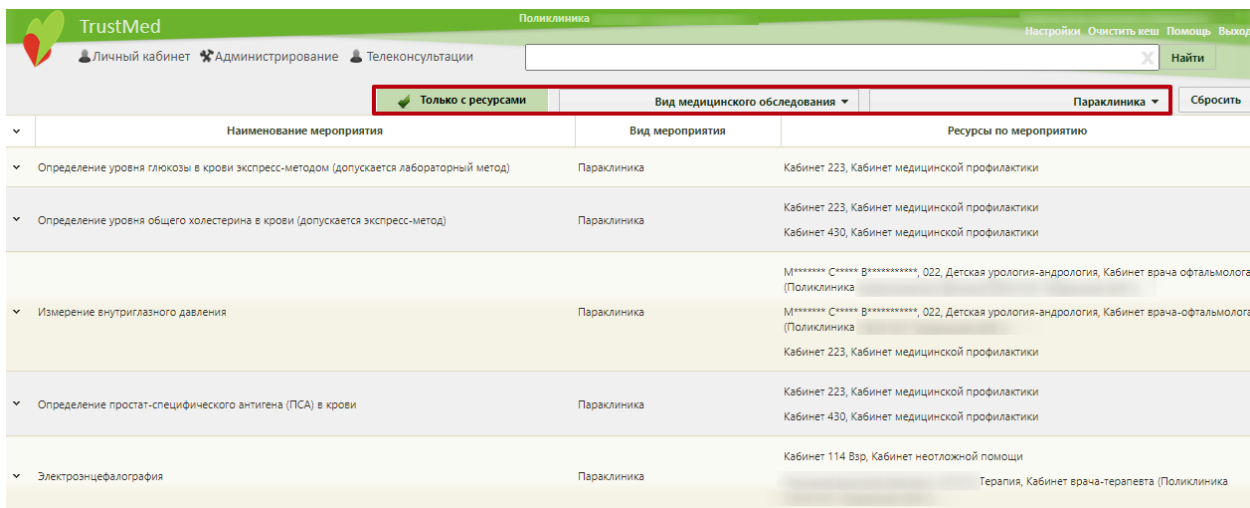 TrustMed
Поликлиника
Настройки Очистить кеш Помощь Выход
Личный кабинет Администрирование Телеконсультации
X Найти
Только с ресурсами Вид медицинского обследования Параклиника Сбросить
Наименование мероприятия Вид мероприятия Ресурсы по мероприятию
Определение уровня глюкозы в крови экспресс-методом (допускается лабораторный метод) Параклиника Кабинет 223, Кабинет медицинской профилактики
Определение уровня общего холестерина в крови (допускается экспресс-метод) Параклиника Кабинет 223, Кабинет медицинской профилактики
Кабинет 430, Кабинет медицинской профилактики
Измерение внутриглазного давления Параклиника М******* С***** В***********, 022, Детская урология-андрология, Кабинет врача офтальмолога
(Поликлиника
М******* С***** В***********, 022, Детская урология-андрология, Кабинет врача-офтальмолога
(Поликлиника
Кабинет 223, Кабинет медицинской профилактики
Определение простат-специфического антигена (ПСА) в крови Параклиника Кабинет 223, Кабинет медицинской профилактики
Кабинет 430, Кабинет медицинской профилактики
Электроэнцефалография Параклиника Кабинет 114 Взр, Кабинет неотложной помощи
Терапия, Кабинет врача-терапевта (Поликлиника